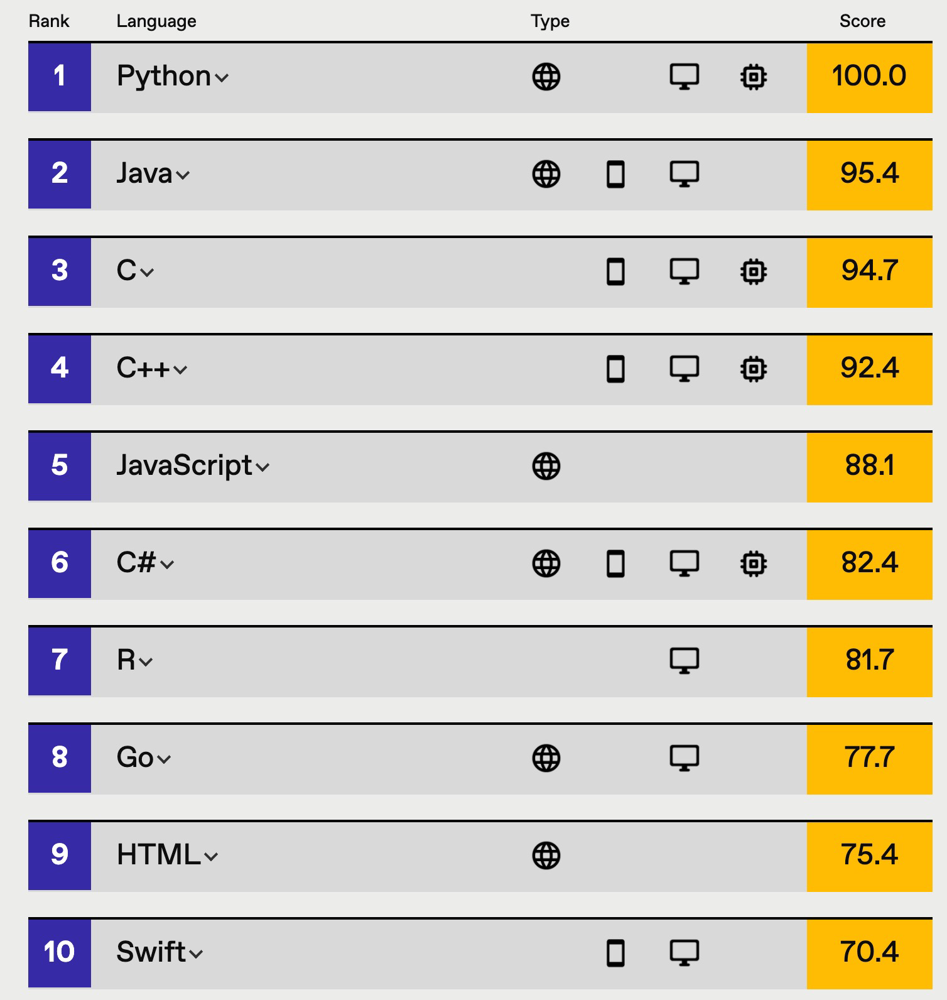 Rank Language Type Score
1 Python 100.0
2 Java 95.4
3 C 94.7
4 C++ 92.4
5 JavaScript 88.1
6 C# 82.4
7 R 81.7
8 Go 77.7
9 HTML 75.4
10 Swift 70.4